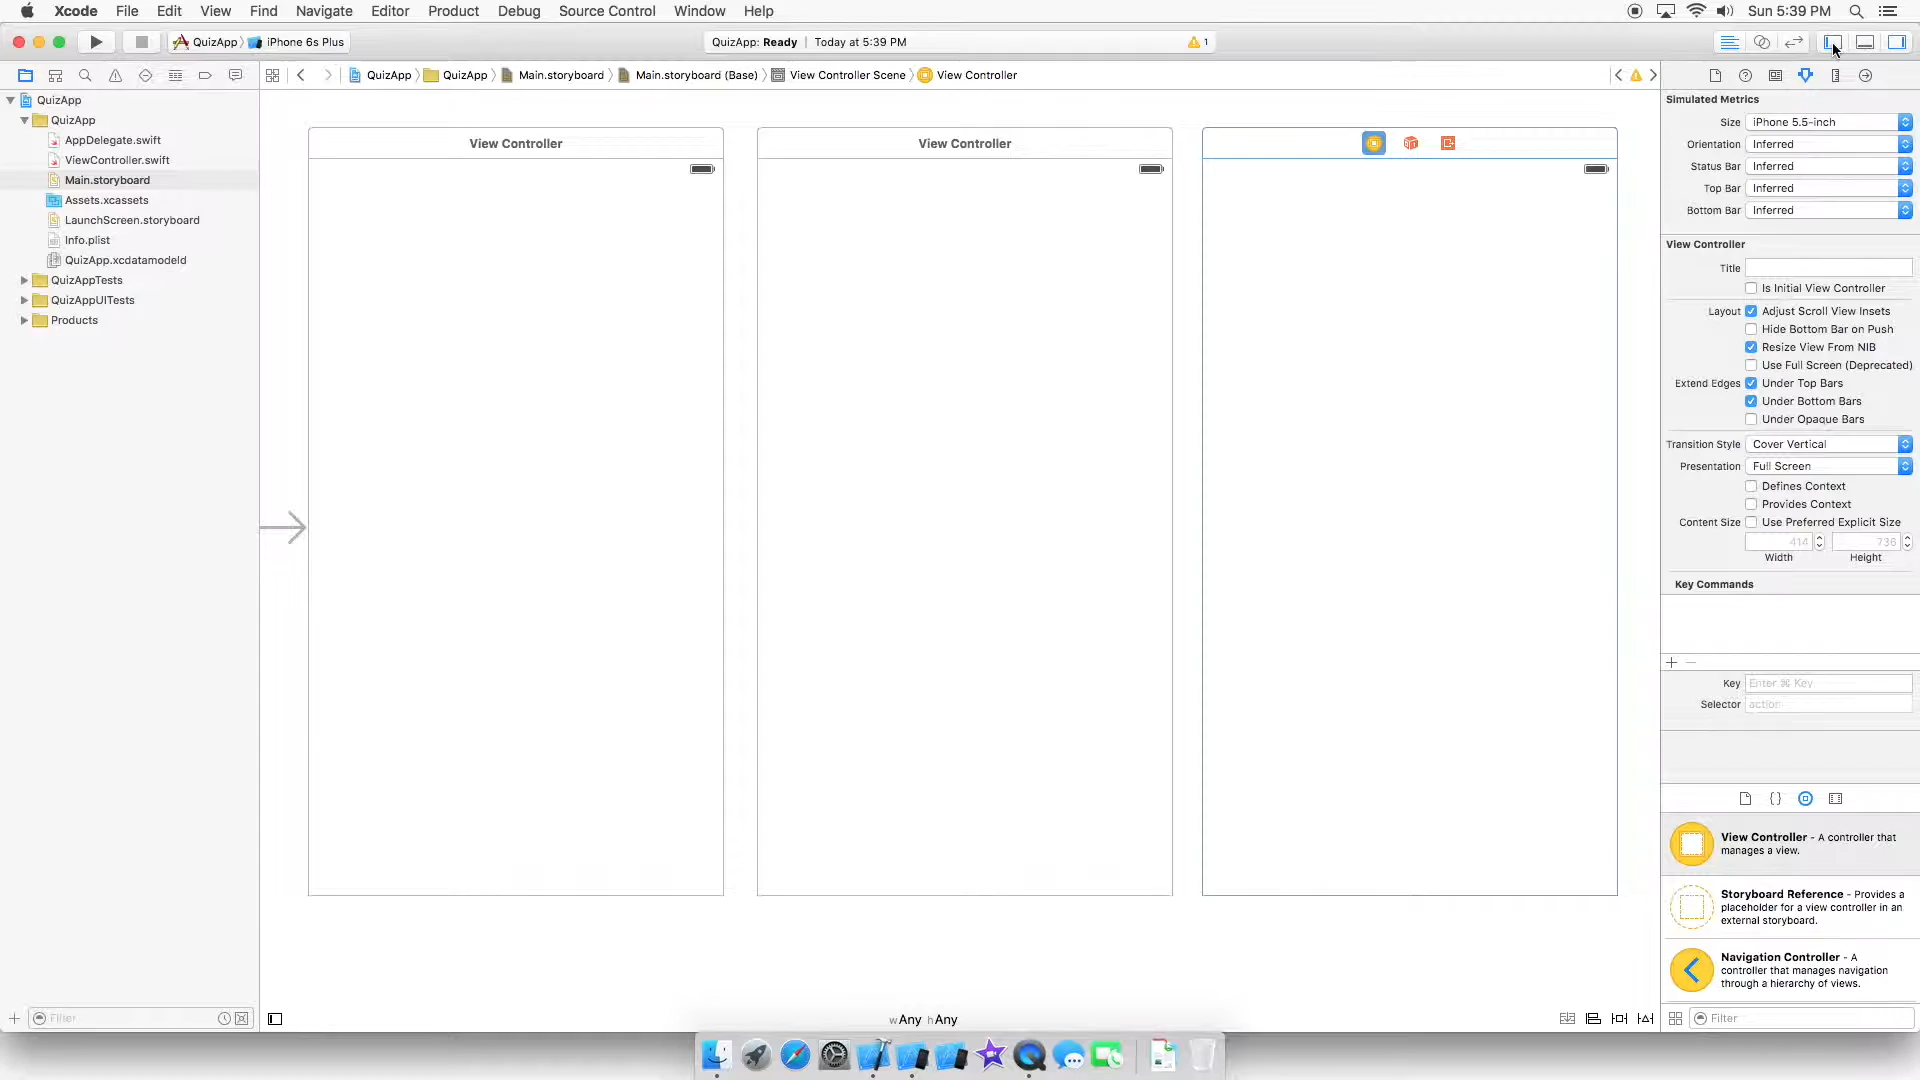 Xcode File Edit View Find Navigate Editor Product Debug Source Control Window Help Sun 5:39 PM
QuizApp iPhone 6s Plus QuizApp: Ready Today at 5:39 PM 1
QuizApp QuizApp Main.storyboard Main.storyboard (Base) View Controller Scene View Controller
QuizApp
QuizApp
AppDelegate.swift
ViewController.swift
Main.storyboard
Assets.xcassets
LaunchScreen.storyboard
Info.plist
QuizApp.xcdatamodeld
QuizAppTests
QuizAppUITests
Products
Filter
View Controller
View Controller
wAny hAny
Simulated Metrics
Size iPhone 5.5-inch
Orientation Inferred
Status Bar Inferred
Top Bar Inferred
Bottom Bar Inferred
View Controller
Title
Is Initial View Controller
Layout Adjust Scroll View Insets
Hide Bottom Bar on Push
Resize View From NIB
Use Full Screen (Deprecated)
Extend Edges Under Top Bars
Under Bottom Bars
Under Opaque Bars
Transition Style Cover Vertical
Presentation Full Screen
Defines Context
Provides Context
Content Size Use Preferred Explicit Size
414 736
Width Height
Key Commands
Key Enter ⌘ Key
Selector action
View Controller - A controller that
manages a view.
Storyboard Reference - Provides a
placeholder for a view controller in an
external storyboard.
Navigation Controller - A
controller that manages navigation
through a hierarchy of views.
Filter